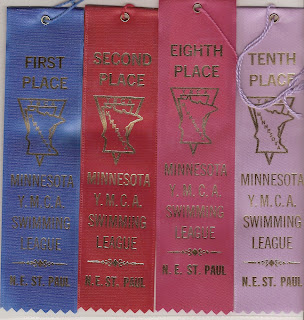 FIRST
PLACE
MINNESOTA
Y.M.C.A.
SWIMMING
LEAGUE
N.E. ST. PAUL
SECOND
PLACE
MINNESOTA
Y.M.C.A.
SWIMMING
LEAGUE
N.E. ST. PAUL
EIGHTH
PLACE
MINNESOTA
Y.M.C.A.
SWIMMING
LEAGUE
N.E. ST. PAUL
TENTH
PLACE
MINNESOTA
Y.M.C.A.
SWIMMING
LEAGUE
N.E. ST. PAUL